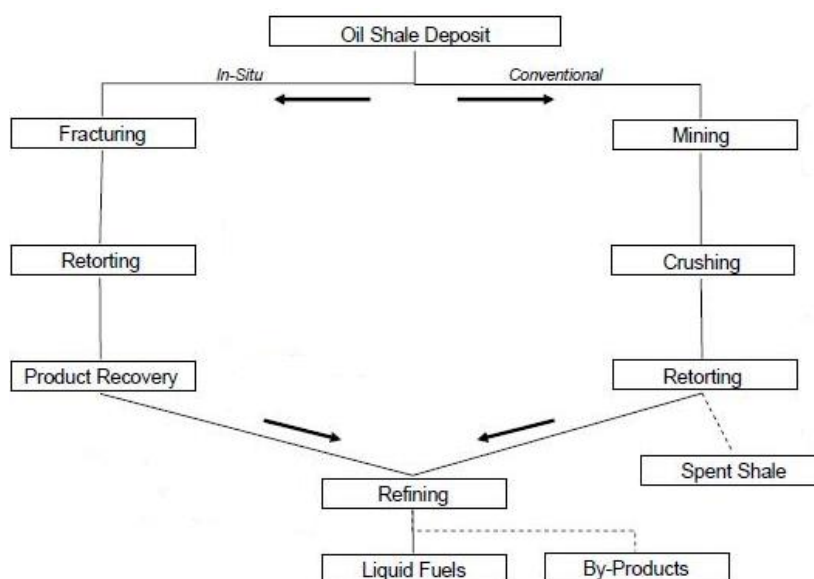 Oil Shale Deposit
In-Situ
Conventional
Fracturing
Mining
Retorting
Crushing
Product Recovery
Retorting
Spent Shale
Refining
Liquid Fuels
By-Products